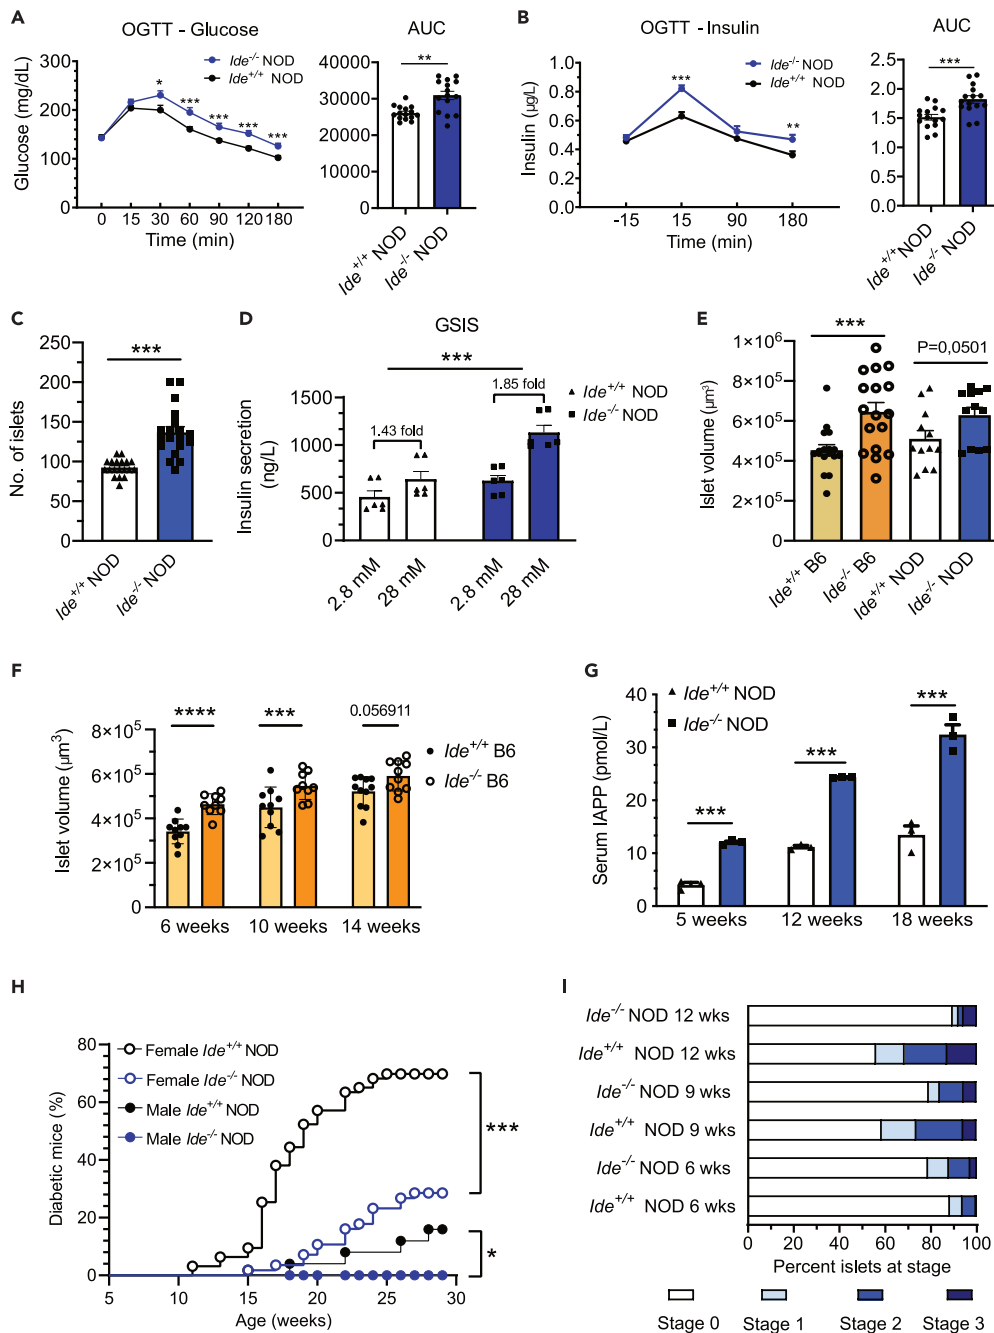 A
OGTT - Glucose
AUC
Glucose (mg/dL)
300
200
100
0
Ide-/- NOD
Ide+/+ NOD
*
***
***
***
***
0 15 30 60 90 120 180
Time (min)
40000
30000
20000
10000
0
**
Ide+/+ NOD
Ide-/- NOD
B
OGTT - Insulin
AUC
Insulin (µg/L)
1.0
0.8
0.6
0.4
0.2
0
Ide-/- NOD
Ide+/+ NOD
***
**
-15 15 90 180
Time (min)
2.5
2.0
1.5
1.0
0.5
0.0
***
Ide+/+ NOD
Ide-/- NOD
C
No. of islets
250
200
150
100
50
0
***
Ide+/+ NOD
Ide-/- NOD
D
GSIS
Insulin secretion
(ng/L)
1500
1000
500
0
***
1.43 fold
1.85 fold
Ide+/+ NOD
Ide-/- NOD
2.8 mM
28 mM
2.8 mM
28 mM
E
Islet volume (µm³)
1×10⁶
8×10⁵
6×10⁵
4×10⁵
2×10⁵
0
***
P=0,0501
Ide+/+ B6
Ide-/- B6
Ide+/+ NOD
Ide-/- NOD
F
Islet volume (µm³)
8×10⁵
6×10⁵
4×10⁵
2×10⁵
0
****
***
0.056911
Ide+/+ B6
Ide-/- B6
6 weeks 10 weeks 14 weeks
G
Serum IAPP (pmol/L)
40
30
20
10
0
Ide+/+ NOD
Ide-/- NOD
***
***
***
5 weeks 12 weeks 18 weeks
H
Diabetic mice (%)
80
60
40
20
0
Female Ide+/+ NOD
Female Ide-/- NOD
Male Ide+/+ NOD
Male Ide-/- NOD
***
*
5 10 15 20 25 30
Age (weeks)
I
Ide-/- NOD 12 wks
Ide+/+ NOD 12 wks
Ide-/- NOD 9 wks
Ide+/+ NOD 9 wks
Ide-/- NOD 6 wks
Ide+/+ NOD 6 wks
0 20 40 60 80 100
Percent islets at stage
Stage 0 Stage 1 Stage 2 Stage 3